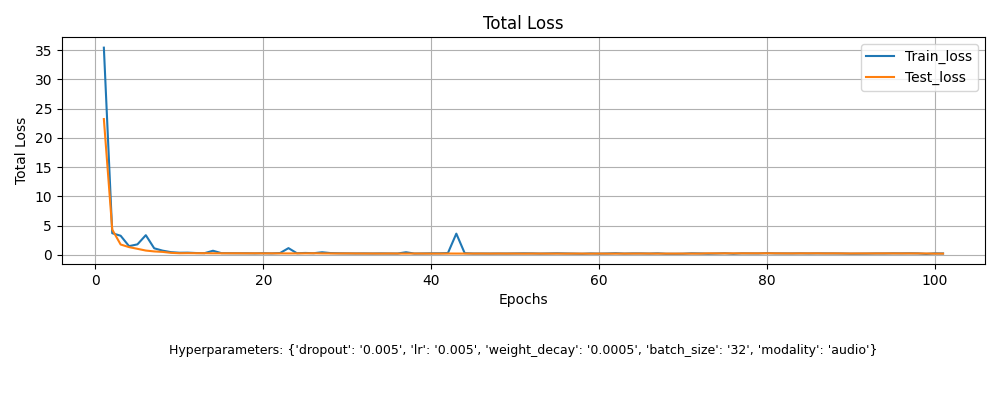 Total Loss
Train_loss
Test_loss
Total Loss
35
30
25
20
15
10
5
0
0 20 40 60 80 100
Epochs
Hyperparameters: {'dropout': '0.005', 'lr': '0.005', 'weight_decay': '0.0005', 'batch_size': '32', 'modality': 'audio'}